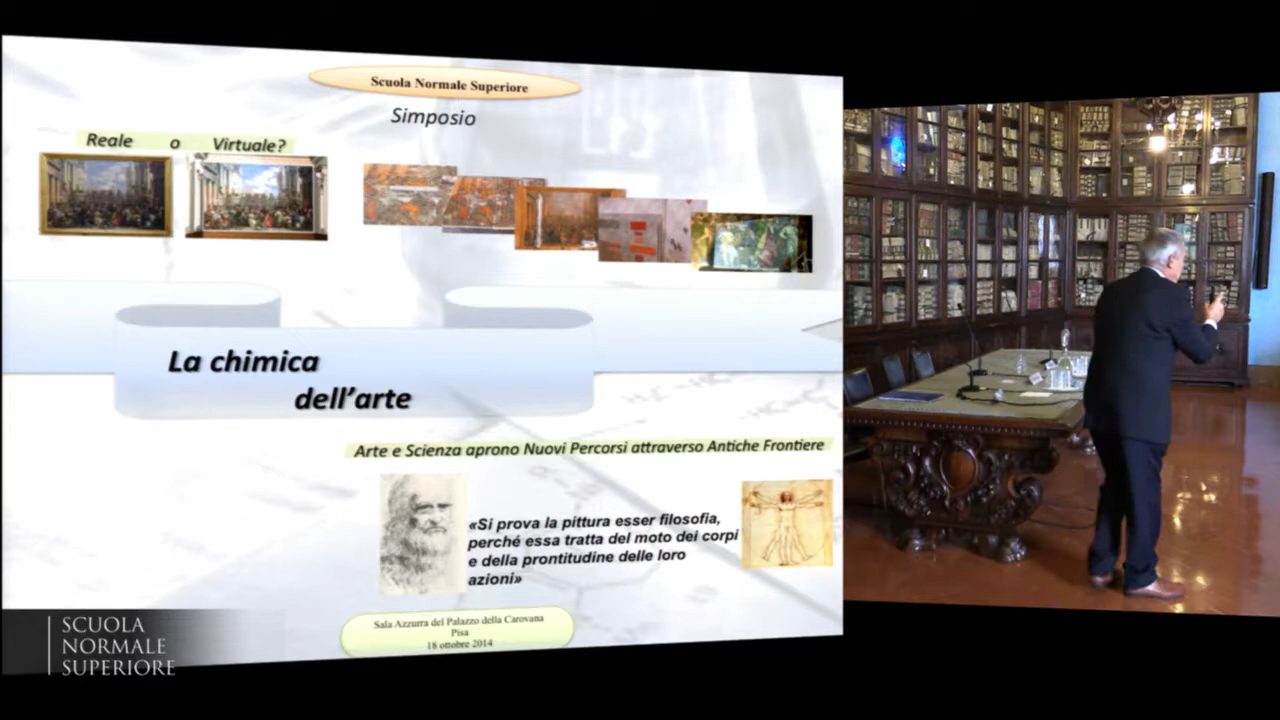 Scuola Normale Superiore
Simposio
Reale o Virtuale?
La chimica
dell'arte
Arte e Scienza aprono Nuovi Percorsi attraverso Antiche Frontiere
«Si prova la pittura esser filosofia,
perché essa tratta del moto dei corpi
e della prontitudine delle loro
azioni»
Sala Azzurra del Palazzo della Carovana
Pisa
18 ottobre 2014
SCUOLA
NORMALE
SUPERIORE